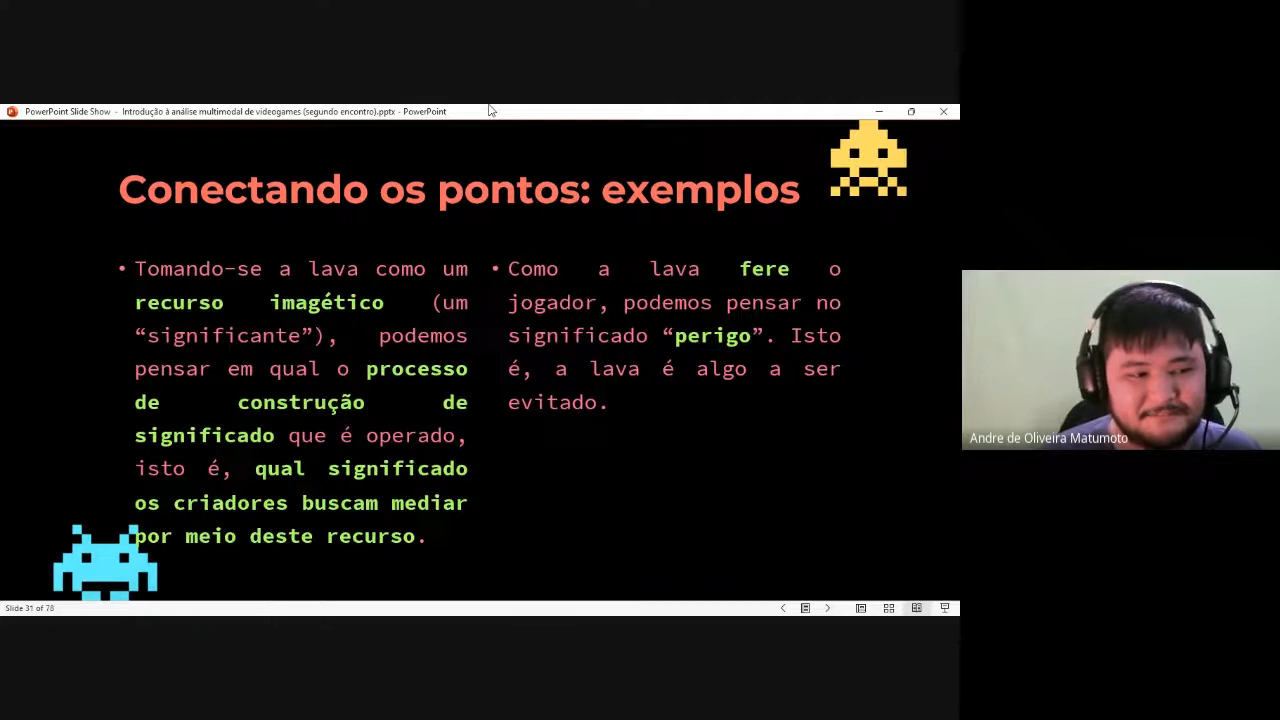 PowerPoint Slide Show - Introdução à análise multimodal de videogames (segundo encontro).pptx - PowerPoint
Conectando os pontos: exemplos
• Tomando-se a lava como um
recurso imagético (um
“significante”), podemos
pensar em qual o processo
de construção de
significado que é operado,
isto é, qual significado
os criadores buscam mediar
por meio deste recurso.
• Como a lava fere o
jogador, podemos pensar no
significado “perigo”. Isto
é, a lava é algo a ser
evitado.
Andre de Oliveira Matumoto
Slide 31 of 78